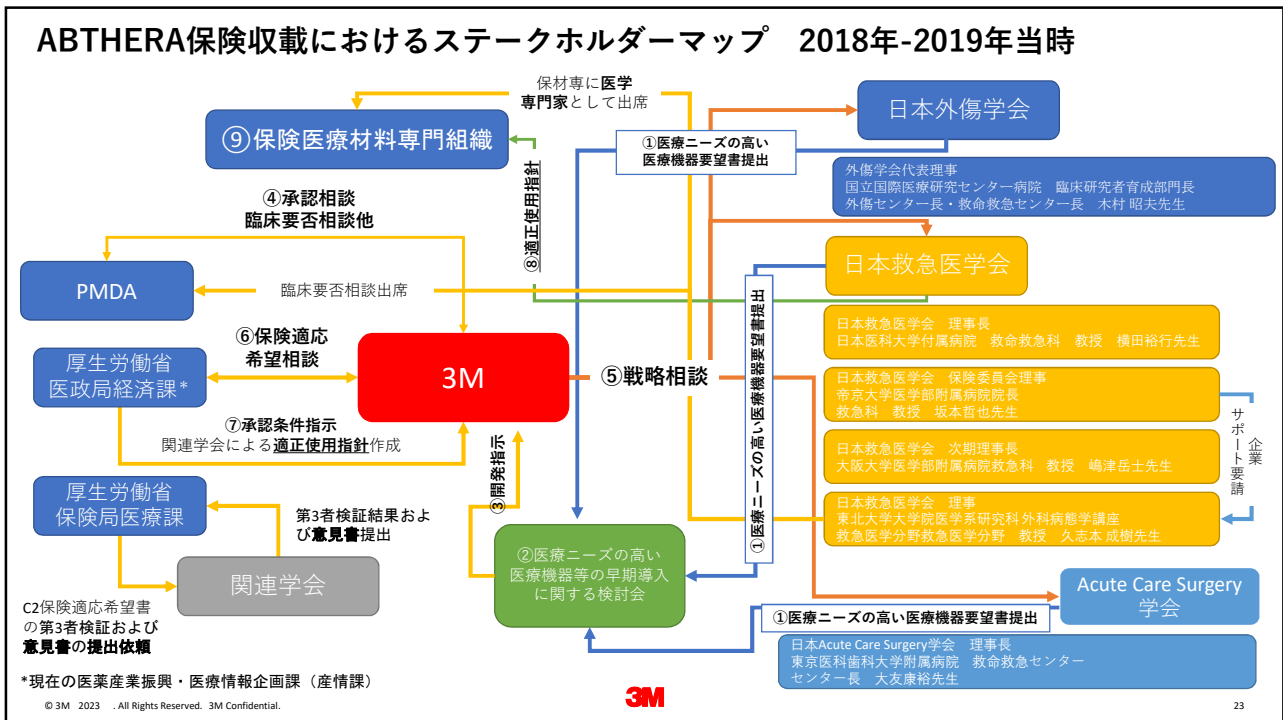 ABTHERA保険収載におけるステークホルダーマップ　2018年-2019年当時
保材専に医学
専門家として出席
⑨保険医療材料専門組織
①医療ニーズの高い
医療機器要望書提出
日本外傷学会
外傷学会代表理事
国立国際医療研究センター病院　臨床研究者育成部門長
外傷センター長・救命救急センター長　木村 昭夫先生
④承認相談
臨床要否相談他
⑧適正使用指針
日本救急医学会
PMDA
臨床要否相談出席
①医療ニーズの高い医療機器要望書提出
日本救急医学会　理事長
日本医科大学付属病院　救命救急科　教授　横田裕行先生
⑥保険適応
希望相談
厚生労働省
医政局経済課*
3M
⑤戦略相談
日本救急医学会　保険委員会理事
帝京大学医学部附属病院院長
救急科　教授　坂本哲也先生
企業
サポート要請
⑦承認条件指示
関連学会による適正使用指針作成
日本救急医学会　次期理事長
大阪大学医学部附属病院救急科　教授　嶋津岳士先生
③開発指示
厚生労働省
保険局医療課
第3者検証結果およ
び意見書提出
日本救急医学会　理事
東北大学大学院医学系研究科 外科病態学講座
救急医学分野救急医学分野　教授　久志本 成樹先生
②医療ニーズの高い
医療機器等の早期導入
に関する検討会
関連学会
Acute Care Surgery
学会
C2保険適応希望書
の第3者検証および
意見書の提出依頼
①医療ニーズの高い医療機器要望書提出
日本Acute Care Surgery学会　理事長
東京医科歯科大学附属病院　救命救急センター
センター長　大友康裕先生
*現在の医薬産業振興・医療情報企画課（産情課）
© 3M　2023　. All Rights Reserved.  3M Confidential.
3M
23